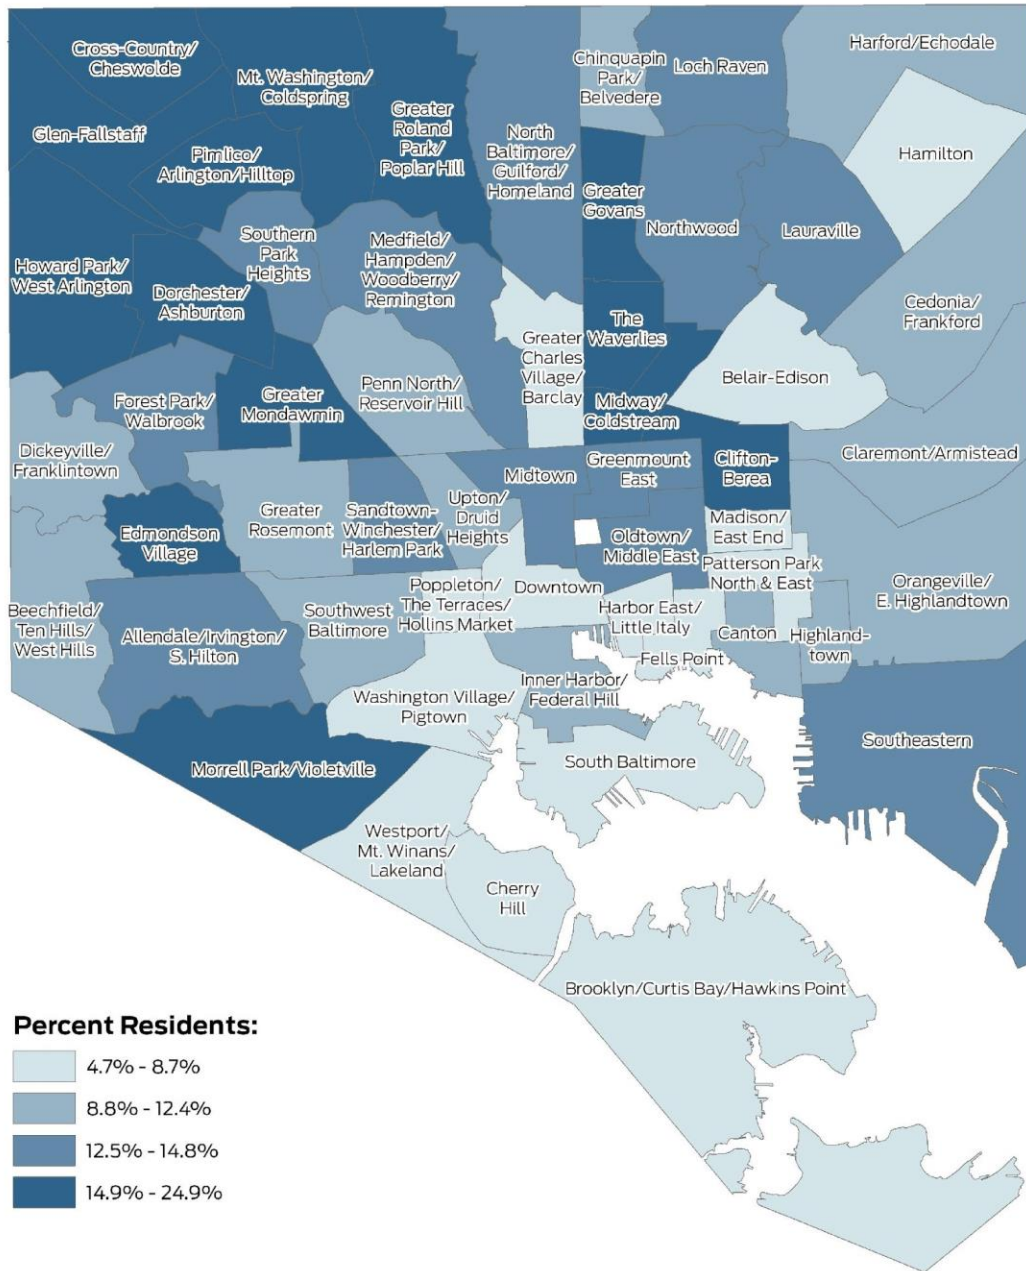 Cross-Country/
Cheswolde
Mt. Washington/
Coldspring
Greater
Roland
Park/
Poplar Hill
Glen-Fallstaff
Pimlico/
Arlington/Hilltop
North
Baltimore/
Guilford/
Homeland
Chinquapin
Park/
Belvedere
Loch Raven
Harford/Echodale
Hamilton
Greater
Govans
Northwood
Lauraville
Howard Park/
West Arlington
Southern
Park
Heights
Medfield/
Hampden/
Woodberry/
Remington
Dorchester/
Ashburton
Cedonia/
Frankford
The
Waverlies
Greater
Charles
Village/
Barclay
Belair-Edison
Forest Park/
Walbrook
Greater
Mondawmin
Penn North/
Reservoir Hill
Midway/
Coldstream
Dickeyville/
Franklintown
Claremont/Armistead
Midtown
Greenmount
East
Clifton-
Berea
Edmondson
Village
Greater
Rosemont
Sandtown-
Winchester/
Harlem Park
Upton/
Druid
Heights
Oldtown/
Middle East
Madison/
East End
Patterson Park
North & East
Orangeville/
E. Highlandtown
Beechfield/
Ten Hills/
West Hills
Allendale/Irvington/
S. Hilton
Southwest
Baltimore
Poppleton/
The Terraces/
Hollins Market
Downtown
Harbor East/
Little Italy
Canton
Highland-
town
Fells Point
Washington Village/
Pigtown
Inner Harbor/
Federal Hill
Southeastern
Morrell Park/Violetville
South Baltimore
Westport/
Mt. Winans/
Lakeland
Cherry
Hill
Brooklyn/Curtis Bay/Hawkins Point
Percent Residents:
4.7% - 8.7%
8.8% - 12.4%
12.5% - 14.8%
14.9% - 24.9%